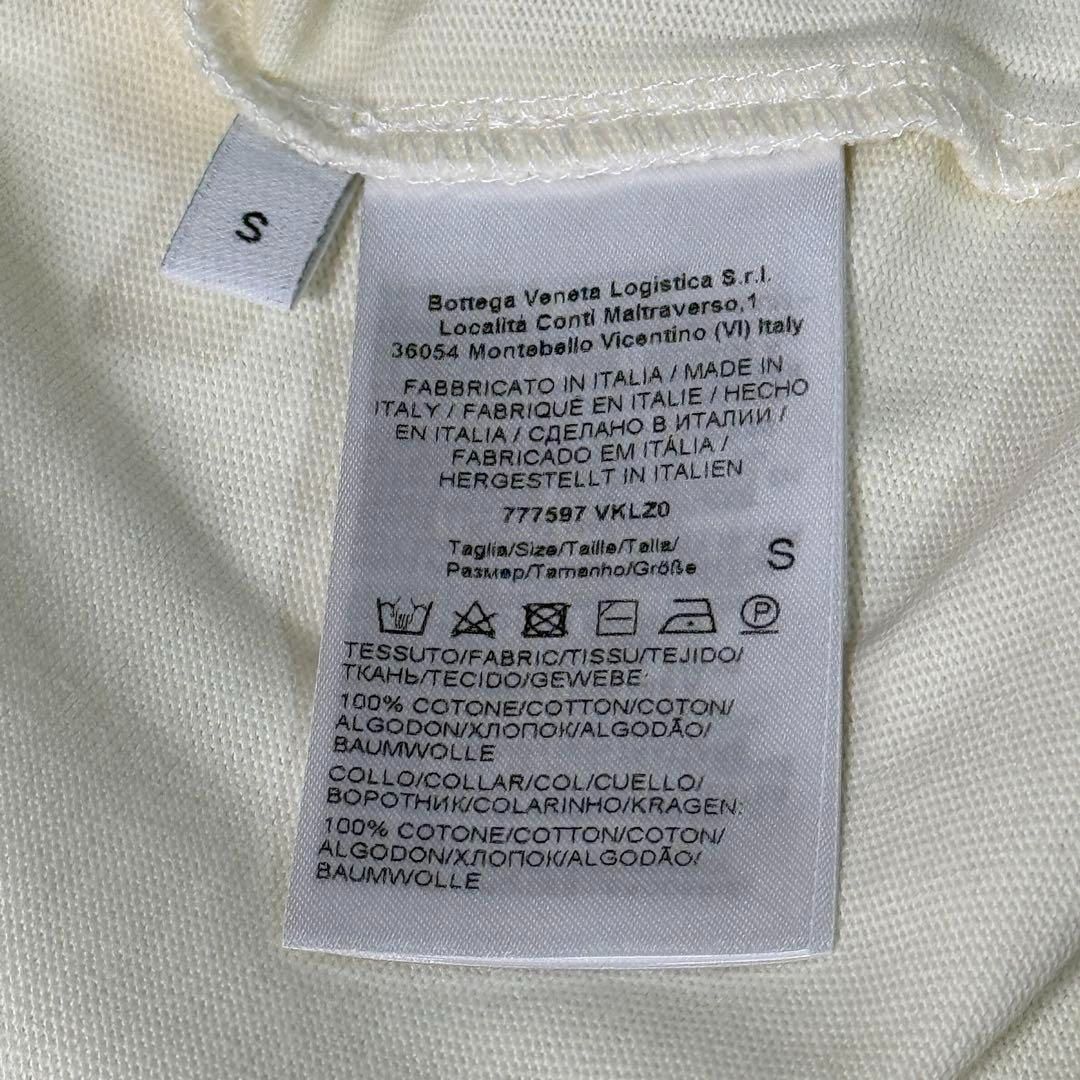 S
Bottega Veneta Logistica S.r.l.
Località Conti Maltraverso,1
36054 Montebello Vicentino (VI) Italy
FABBRICATO IN ITALIA / MADE IN
ITALY / FABRIQUÉ EN ITALIE / HECHO
EN ITALIA / СДЕЛАНО В ИТАЛИИ /
FABRICADO EM ITÁLIA /
HERGESTELLT IN ITALIEN
777597 VKLZ0
Taglia/Size/Taille/Talla/
Размер/Tamanho/Größe
S
P
TESSUTO/FABRIC/TISSU/TEJIDO/
ТКАНЬ/TECIDO/GEWEBE:
100% COTONE/COTTON/COTON/
ALGODON/ХЛОПОК/ALGODÃO/
BAUMWOLLE
COLLO/COLLAR/COL/CUELLO/
ВОРОТНИК/COLARINHO/KRAGEN:
100% COTONE/COTTON/COTON/
ALGODON/ХЛОПОК/ALGODÃO/
BAUMWOLLE